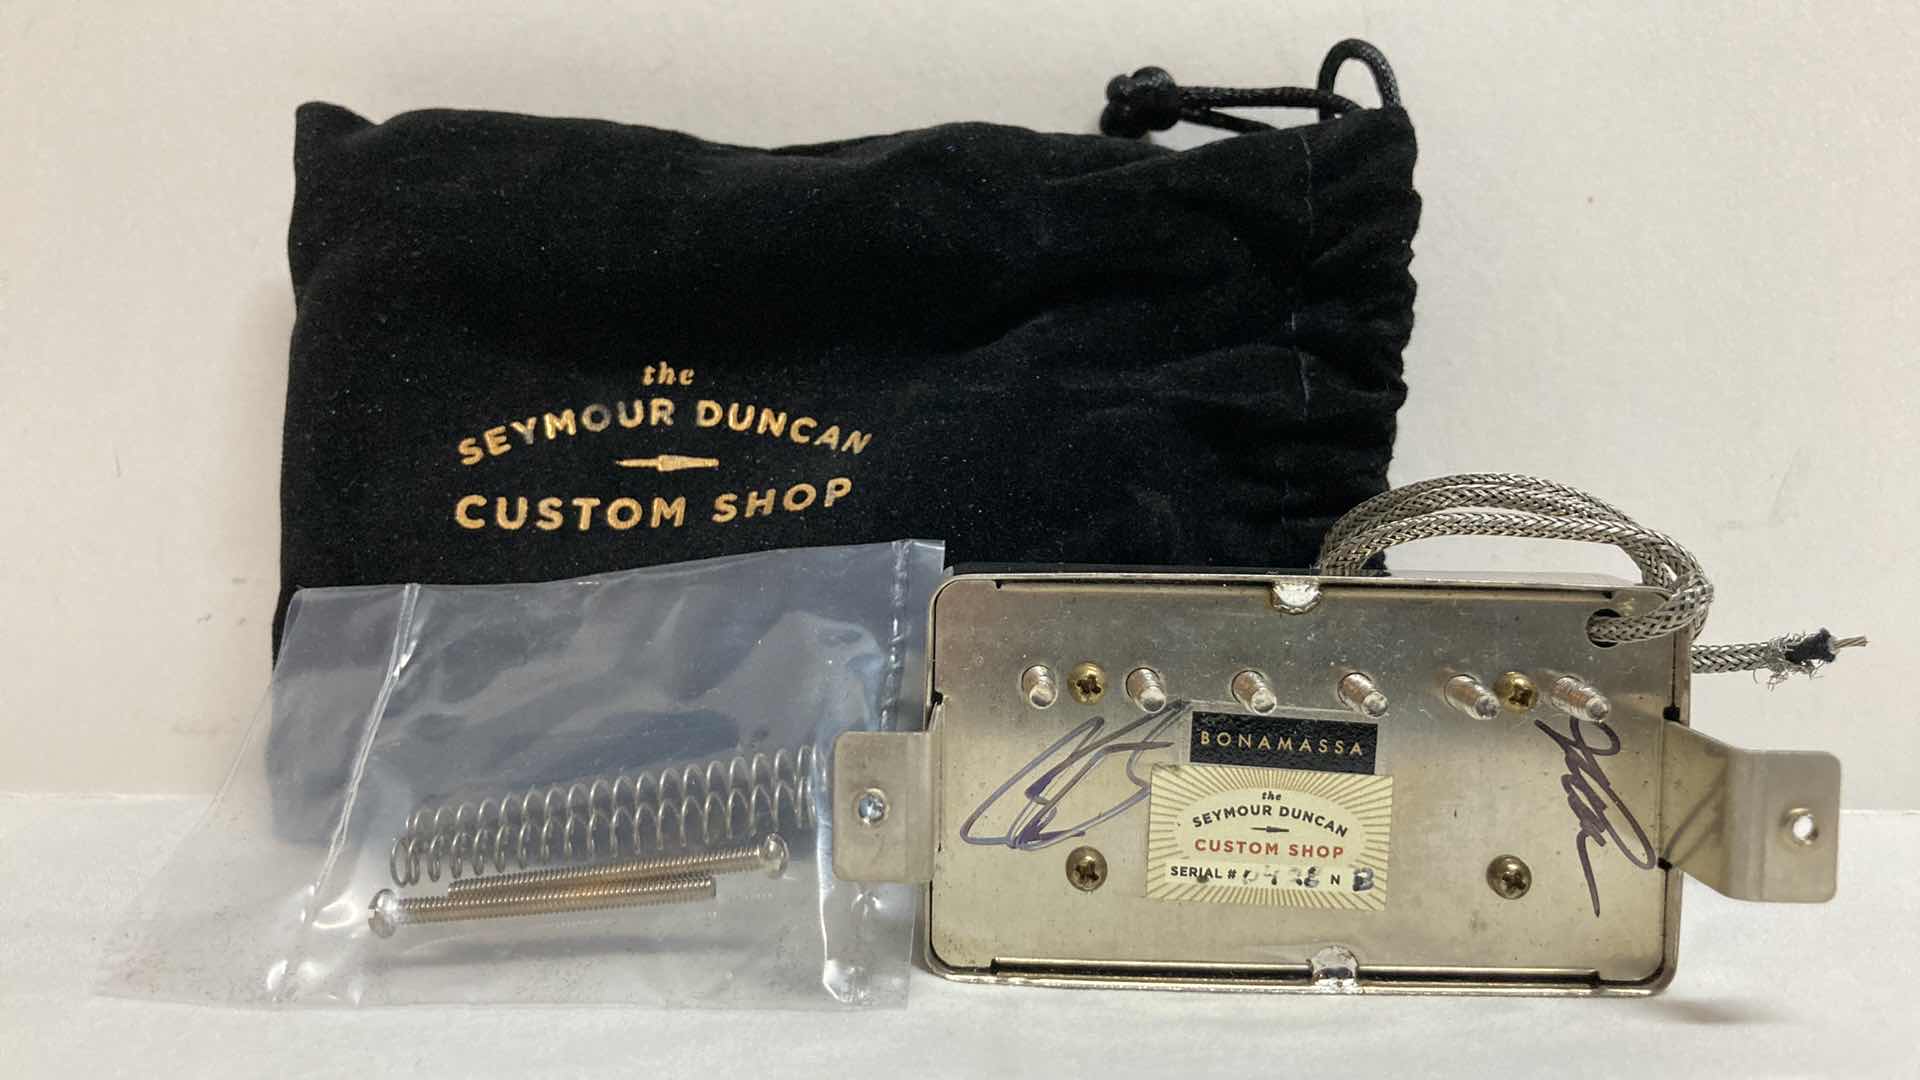 the
SEYMOUR DUNCAN
CUSTOM SHOP
BONAMASSA
the
SEYMOUR DUNCAN
CUSTOM SHOP
SERIAL # N B